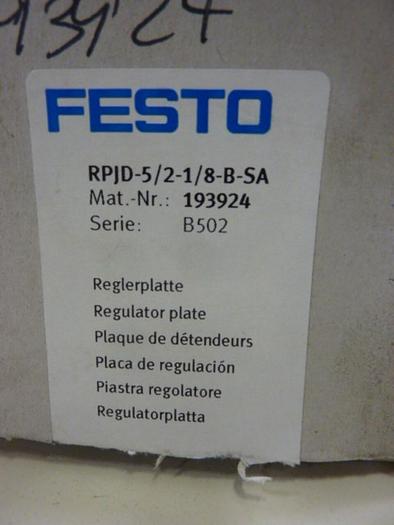 193924
FESTO
RPJD-5/2-1/8-B-SA
Mat.-Nr.: 193924
Serie: B502
Reglerplatte
Regulator plate
Plaque de détendeurs
Placa de regulación
Piastra regolatore
Regulatorplatta